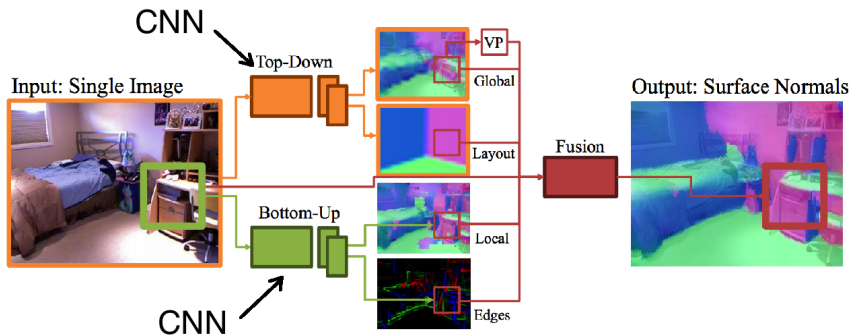 CNN
Top-Down
VP
Global
Input: Single Image
Output: Surface Normals
Layout
Fusion
Bottom-Up
Local
CNN
Edges